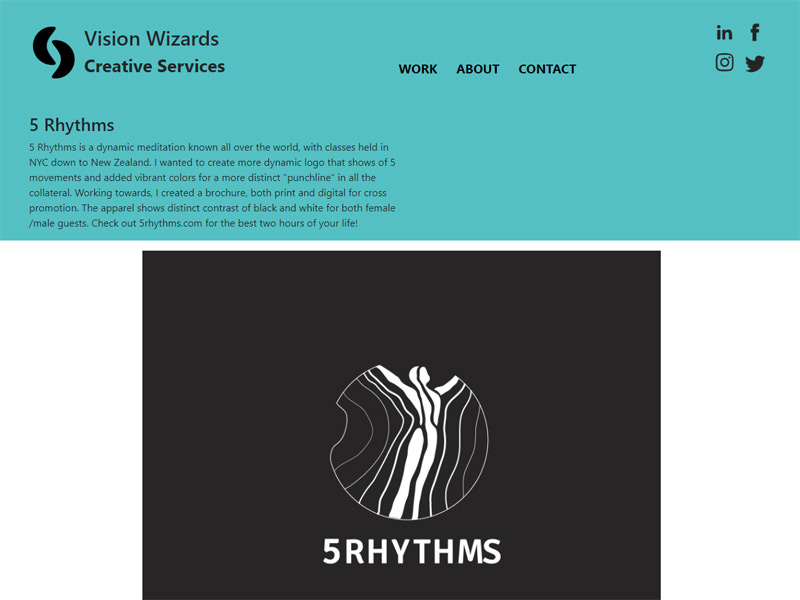 Vision Wizards
Creative Services
WORK ABOUT CONTACT
5 Rhythms
5 Rhythms is a dynamic meditation known all over the world, with classes held in
NYC down to New Zealand. I wanted to create more dynamic logo that shows of 5
movements and added vibrant colors for a more distinct "punchline" in all the
collateral. Working towards, I created a brochure, both print and digital for cross
promotion. The apparel shows distinct contrast of black and white for both female
/male guests. Check out 5rhythms.com for the best two hours of your life!
5RHYTHMS